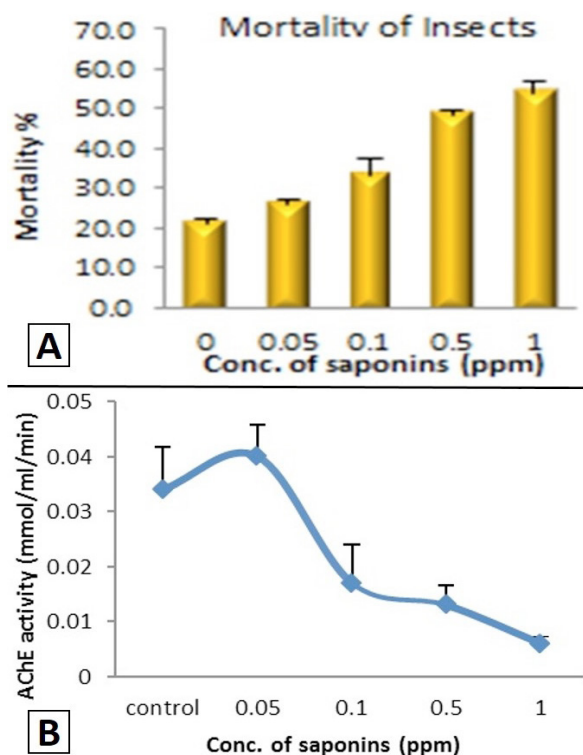 Mortality of Insects
70.0
60.0
50.0
40.0
30.0
20.0
10.0
0.0
Mortality %
0 0.05 0.1 0.5 1
Conc. of saponins (ppm)
A
0.05
0.04
0.03
0.02
0.01
0
AChE activity (mmol/ml/min)
control 0.05 0.1 0.5 1
Conc. of saponins (ppm)
B